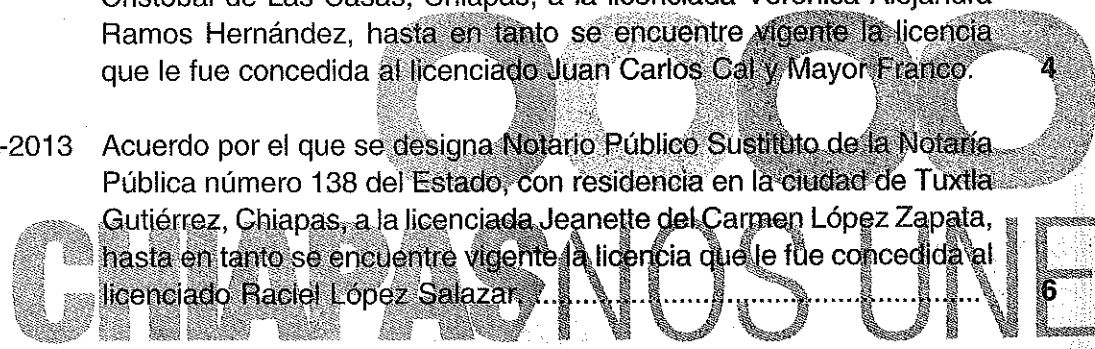 Cristóbal de Las Casas, Chiapas, a la licenciada Verónica Alejandra
Ramos Hernández, hasta en tanto se encuentre vigente la licencia
que le fue concedida al licenciado Juan Carlos Cal y Mayor Franco. 4
-2013 Acuerdo por el que se designa Notario Público Sustituto de la Notaría
Pública número 138 del Estado, con residencia en la ciudad de Tuxtla
Gutiérrez, Chiapas, a la licenciada Jeanette del Carmen López Zapata,
hasta en tanto se encuentre vigente la licencia que le fue concedida al
licenciado Raciel López Salazar. ................................................ 6
CHIAPASNOS UNE